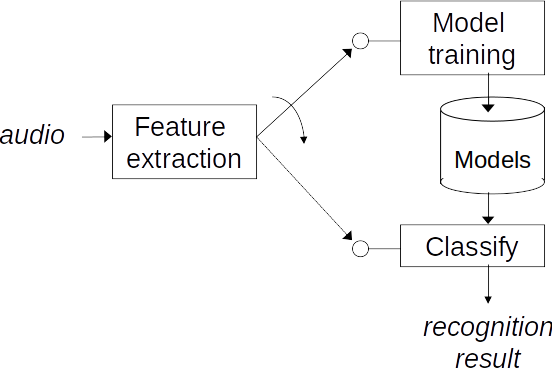 Model
training
audio
Feature
extraction
Models
Classify
recognition
result